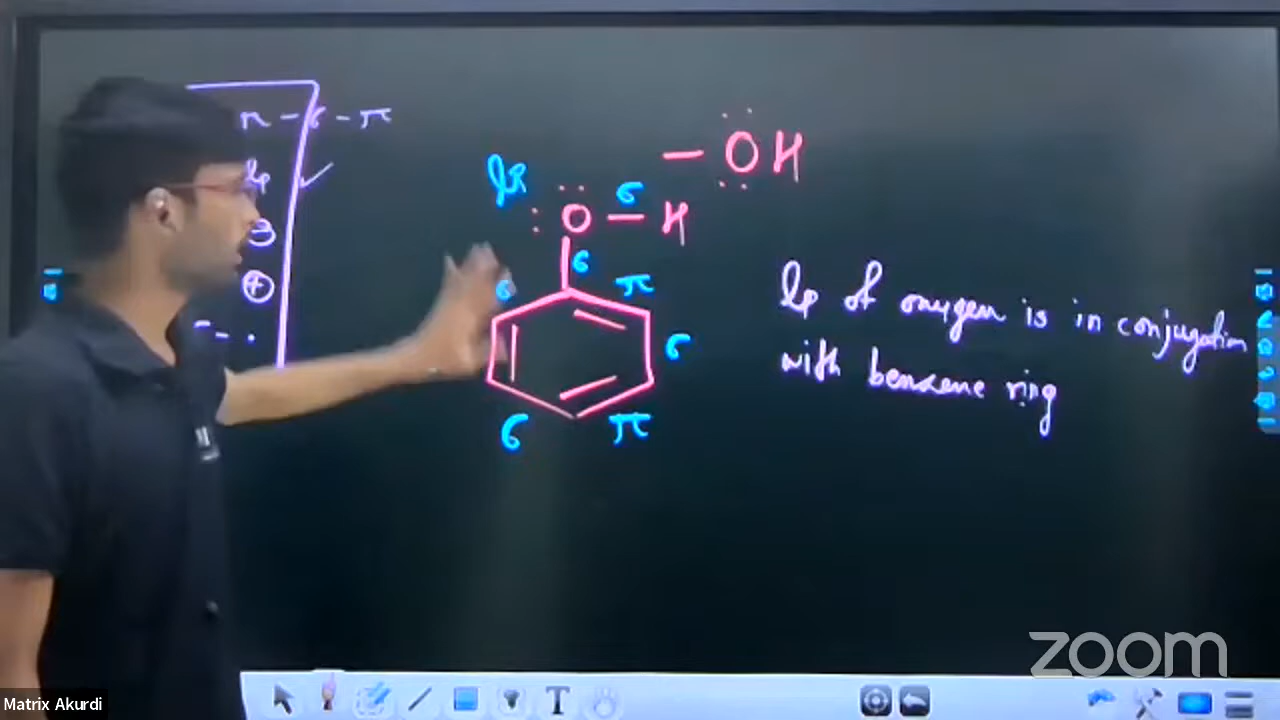 π - σ - π
lp ✓
⊖
⊕
- OH
lp
O - H
σ
σ
σ π
σ
σ π
lp of oxygen is in conjugation
with benzene ring
T
Matrix Akurdi
zoom